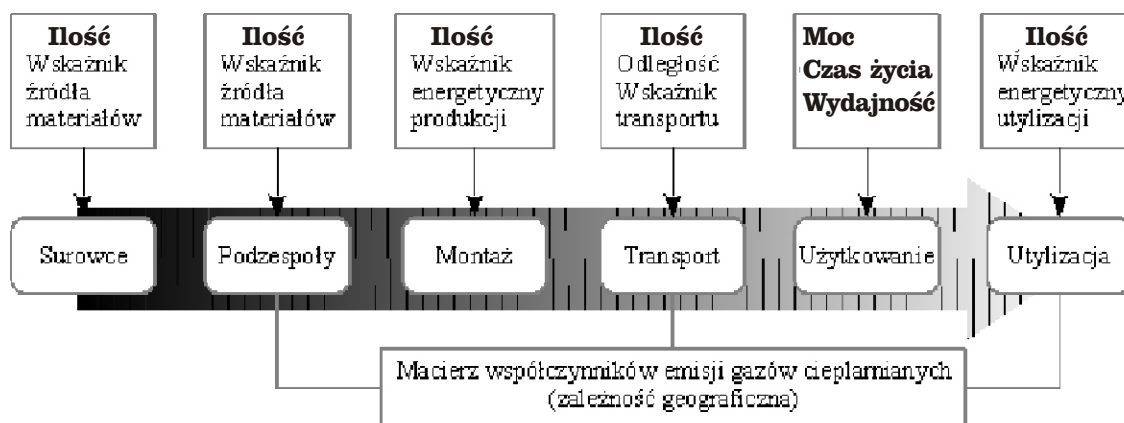 Ilość
Wskaźnik
źródła
materiałów
Ilość
Wskaźnik
źródła
materiałów
Ilość
Wskaźnik
energetyczny
produkcji
Ilość
Odległość
Wskaźnik
transportu
Moc
Czas życia
Wydajność
Ilość
Wskaźnik
energetyczny
utylizacji
Surowce
Podzespoły
Montaż
Transport
Użytkowanie
Utylizacja
Macierz współczynników emisji gazów cieplarnianych
(zależność geograficzna)